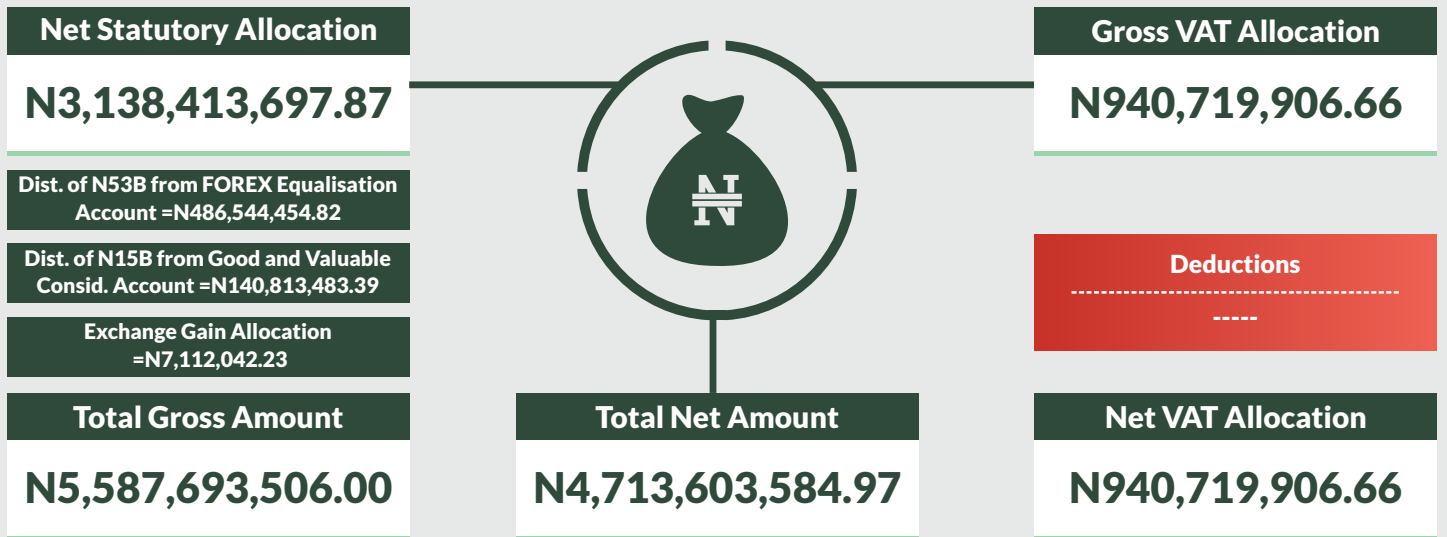 Net Statutory Allocation
N3,138,413,697.87
Dist. of N53B from FOREX Equalisation
Account =N486,544,454.82
Dist. of N15B from Good and Valuable
Consid. Account =N140,813,483.39
Exchange Gain Allocation
=N7,112,042.23
Total Gross Amount
N5,587,693,506.00
₦
Total Net Amount
N4,713,603,584.97
Gross VAT Allocation
N940,719,906.66
Deductions
--------------------------------------------
-----
Net VAT Allocation
N940,719,906.66